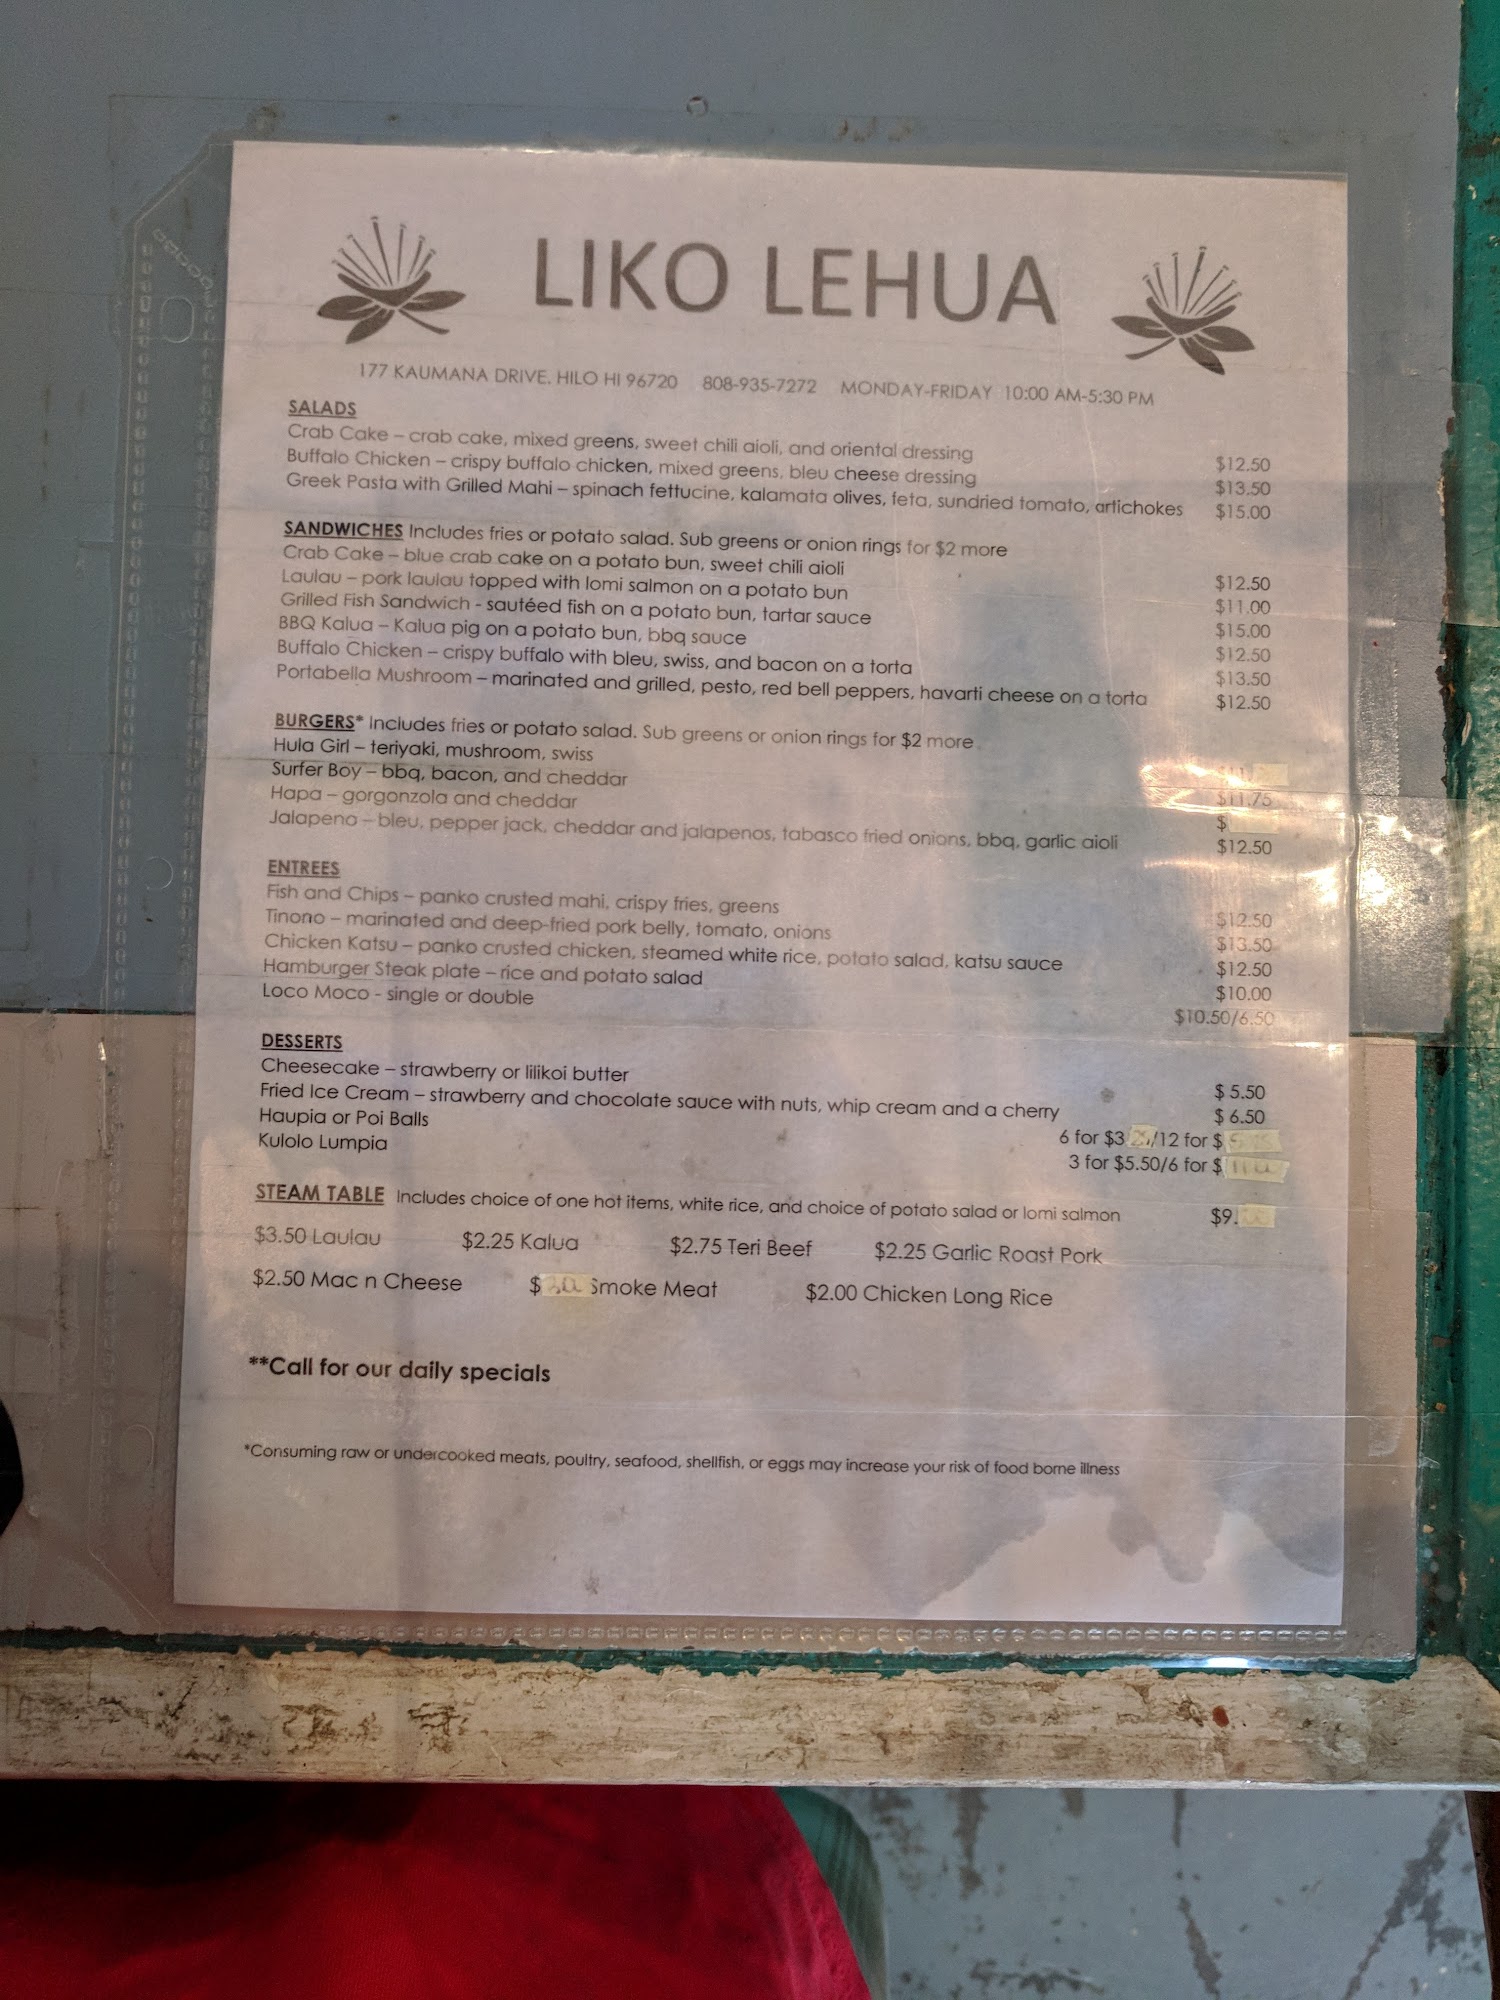 LIKO LEHUA
177 KAUMANA DRIVE. HILO HI 96720 808-935-7272 MONDAY-FRIDAY 10:00 AM-5:30 PM
SALADS
Crab Cake – crab cake, mixed greens, sweet chili aioli, and oriental dressing $12.50
Buffalo Chicken – crispy buffalo chicken, mixed greens, bleu cheese dressing $13.50
Greek Pasta with Grilled Mahi – spinach fettucine, kalamata olives, feta, sundried tomato, artichokes $15.00
SANDWICHES Includes fries or potato salad. Sub greens or onion rings for $2 more
Crab Cake – blue crab cake on a potato bun, sweet chili aioli $12.50
Laulau – pork laulau topped with lomi salmon on a potato bun $11.00
Grilled Fish Sandwich - sautéed fish on a potato bun, tartar sauce $15.00
BBQ Kalua – Kalua pig on a potato bun, bbq sauce $12.50
Buffalo Chicken – crispy buffalo with bleu, swiss, and bacon on a torta $13.50
Portabella Mushroom – marinated and grilled, pesto, red bell peppers, havarti cheese on a torta $12.50
BURGERS* Includes fries or potato salad. Sub greens or onion rings for $2 more
Hula Girl – teriyaki, mushroom, swiss
Surfer Boy – bbq, bacon, and cheddar $11.75
Hapa – gorgonzola and cheddar $
Jalapeno – bleu, pepper jack, cheddar and jalapenos, tabasco fried onions, bbq, garlic aioli $12.50
ENTREES
Fish and Chips – panko crusted mahi, crispy fries, greens $12.50
Tinono – marinated and deep-fried pork belly, tomato, onions $13.50
Chicken Katsu – panko crusted chicken, steamed white rice, potato salad, katsu sauce $12.50
Hamburger Steak plate – rice and potato salad $10.00
Loco Moco - single or double $10.50/6.50
DESSERTS
Cheesecake – strawberry or lilikoi butter $ 5.50
Fried Ice Cream – strawberry and chocolate sauce with nuts, whip cream and a cherry $ 6.50
Haupia or Poi Balls 6 for $3 /12 for $
Kulolo Lumpia 3 for $5.50/6 for $
STEAM TABLE Includes choice of one hot items, white rice, and choice of potato salad or lomi salmon $9.
$3.50 Laulau $2.25 Kalua $2.75 Teri Beef $2.25 Garlic Roast Pork
$2.50 Mac n Cheese $ Smoke Meat $2.00 Chicken Long Rice
**Call for our daily specials
*Consuming raw or undercooked meats, poultry, seafood, shellfish, or eggs may increase your risk of food borne illness